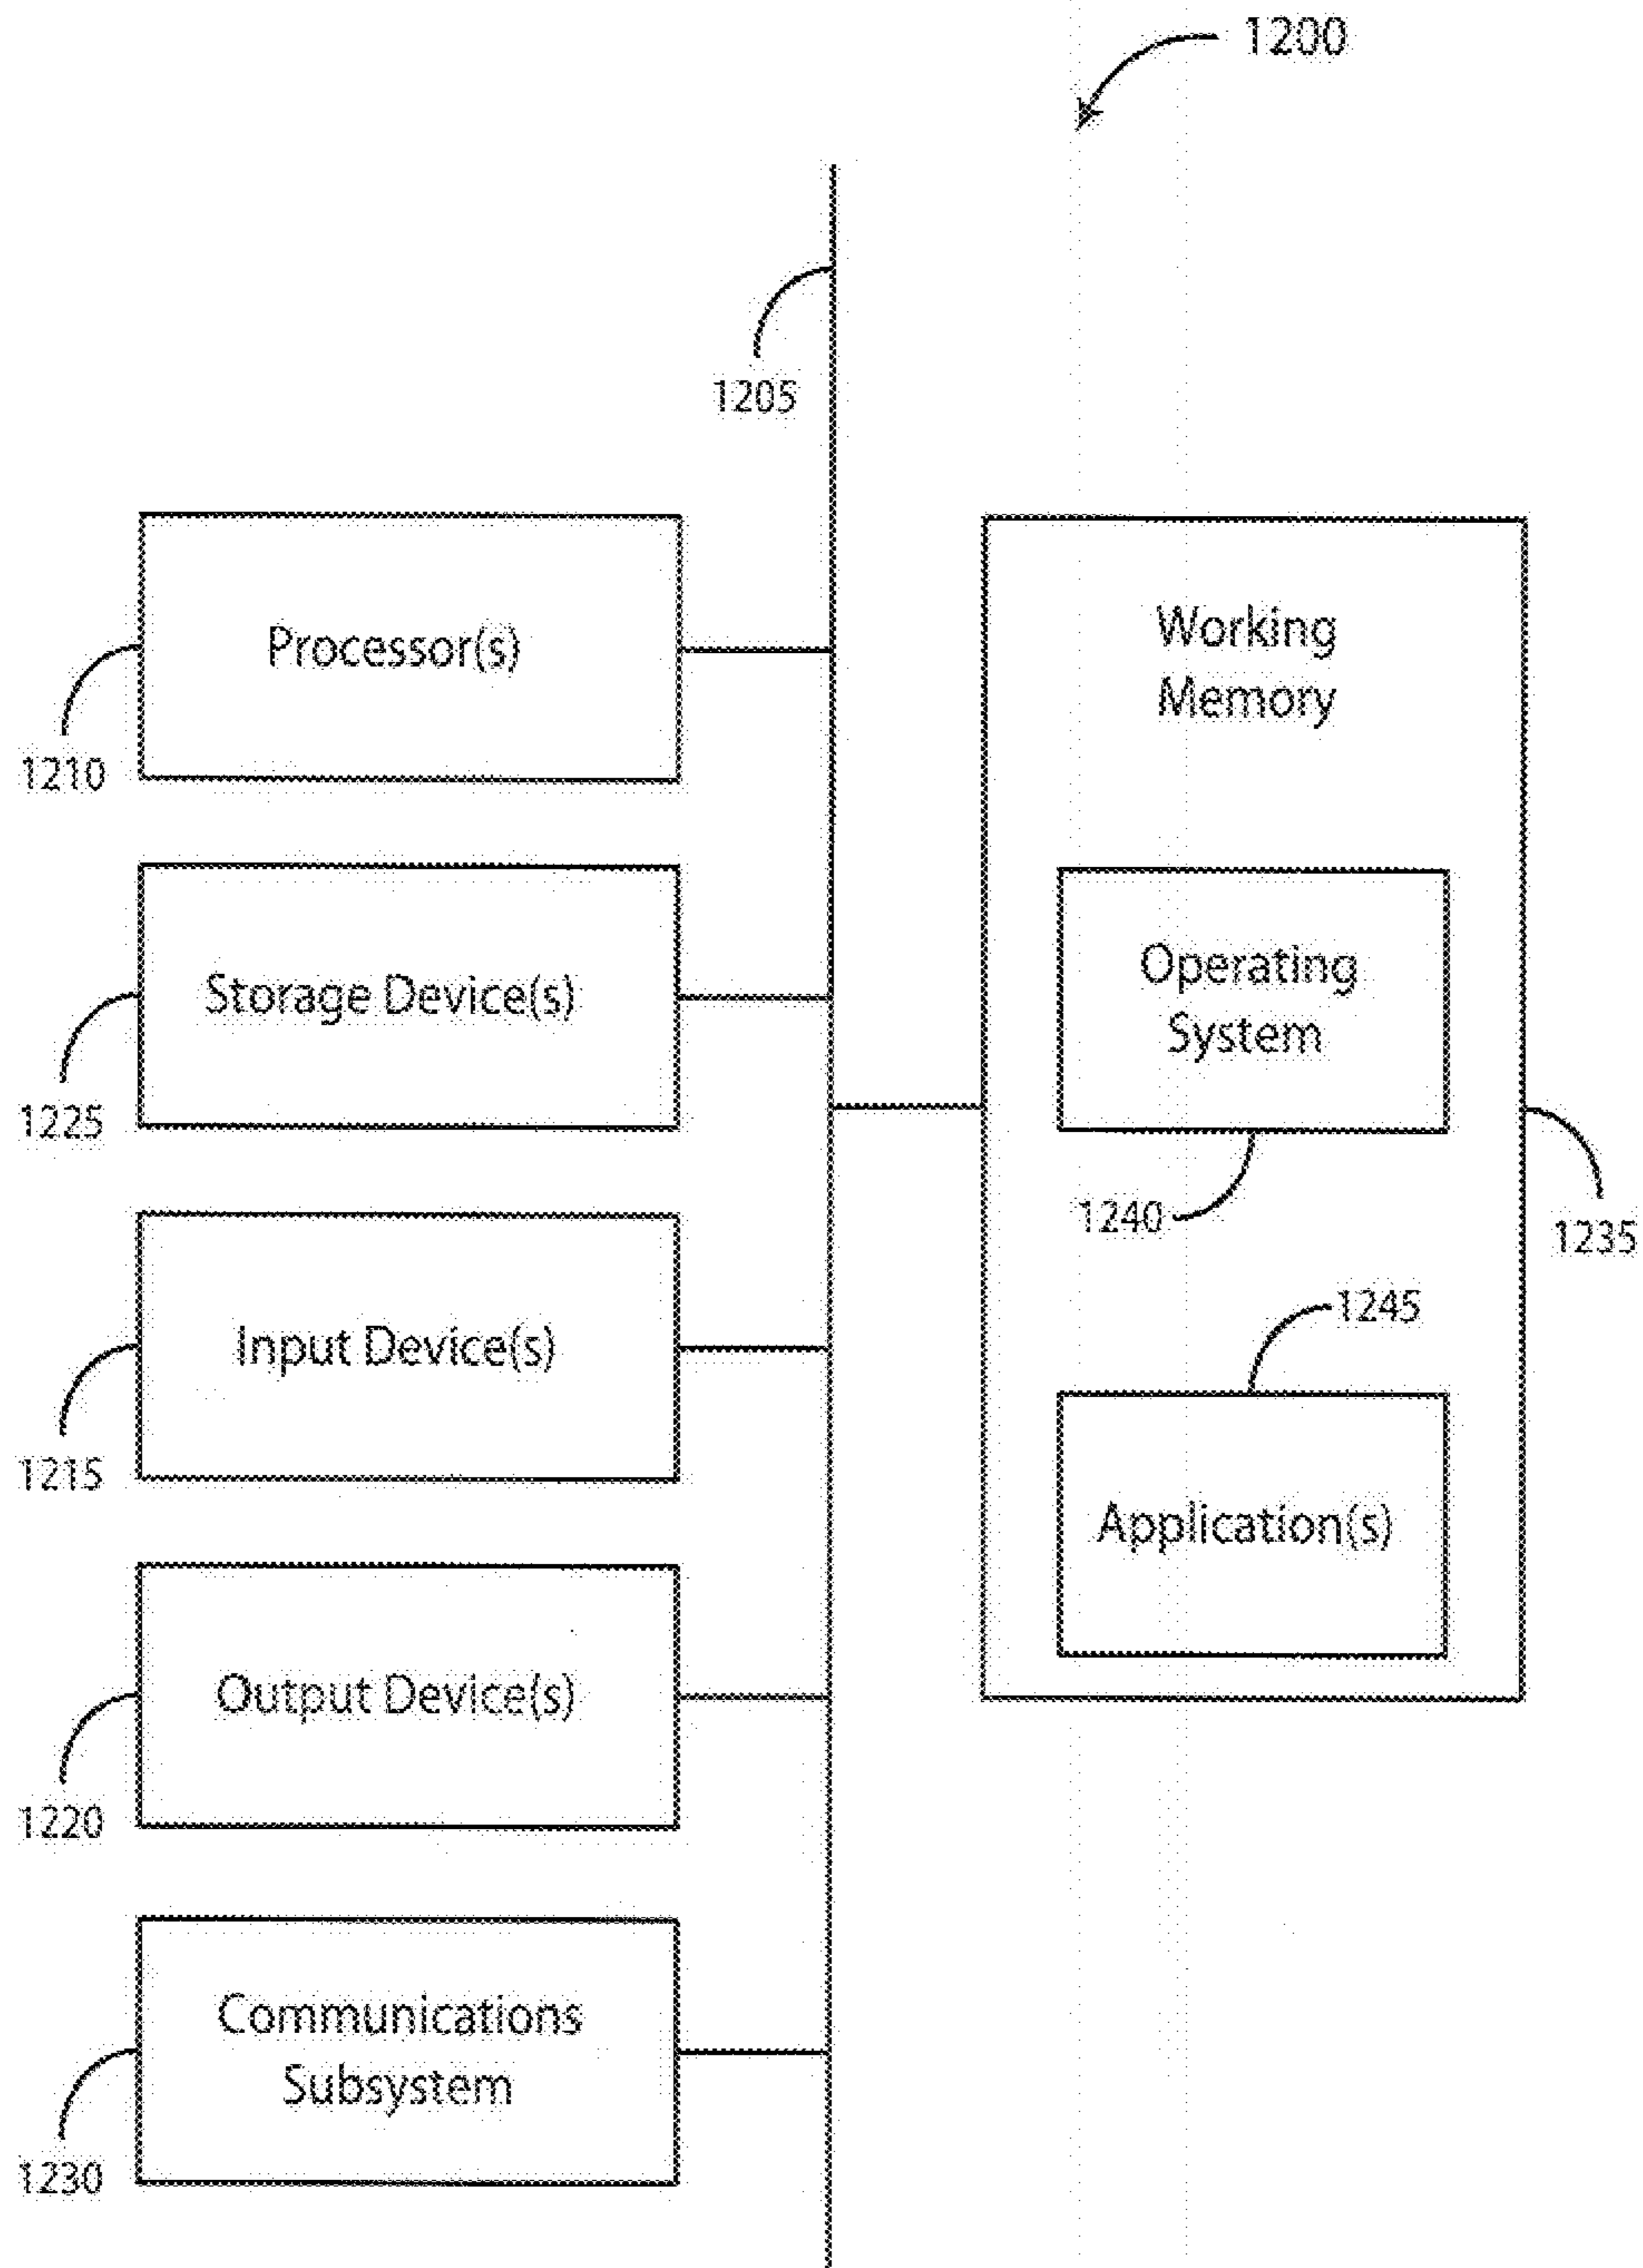 1200
1205
Processor(s)
1210
Storage Device(s)
1225
Input Device(s)
1215
Output Device(s)
1220
Communications
Subsystem
1230
Working
Memory
Operating
System
1240
1235
1245
Application(s)